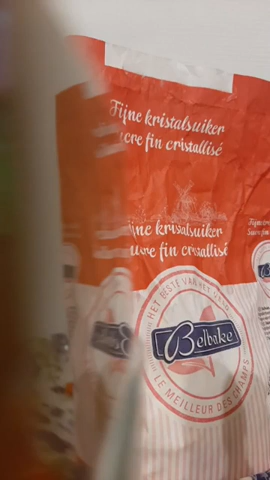 Fijne kristalsuiker
Sucre fin cristallisé
kristalsuiker
sucre fin cristallisé
HET BESTE VAN HET LAND
Belbake
LE MEILLEUR DES CHAMPS